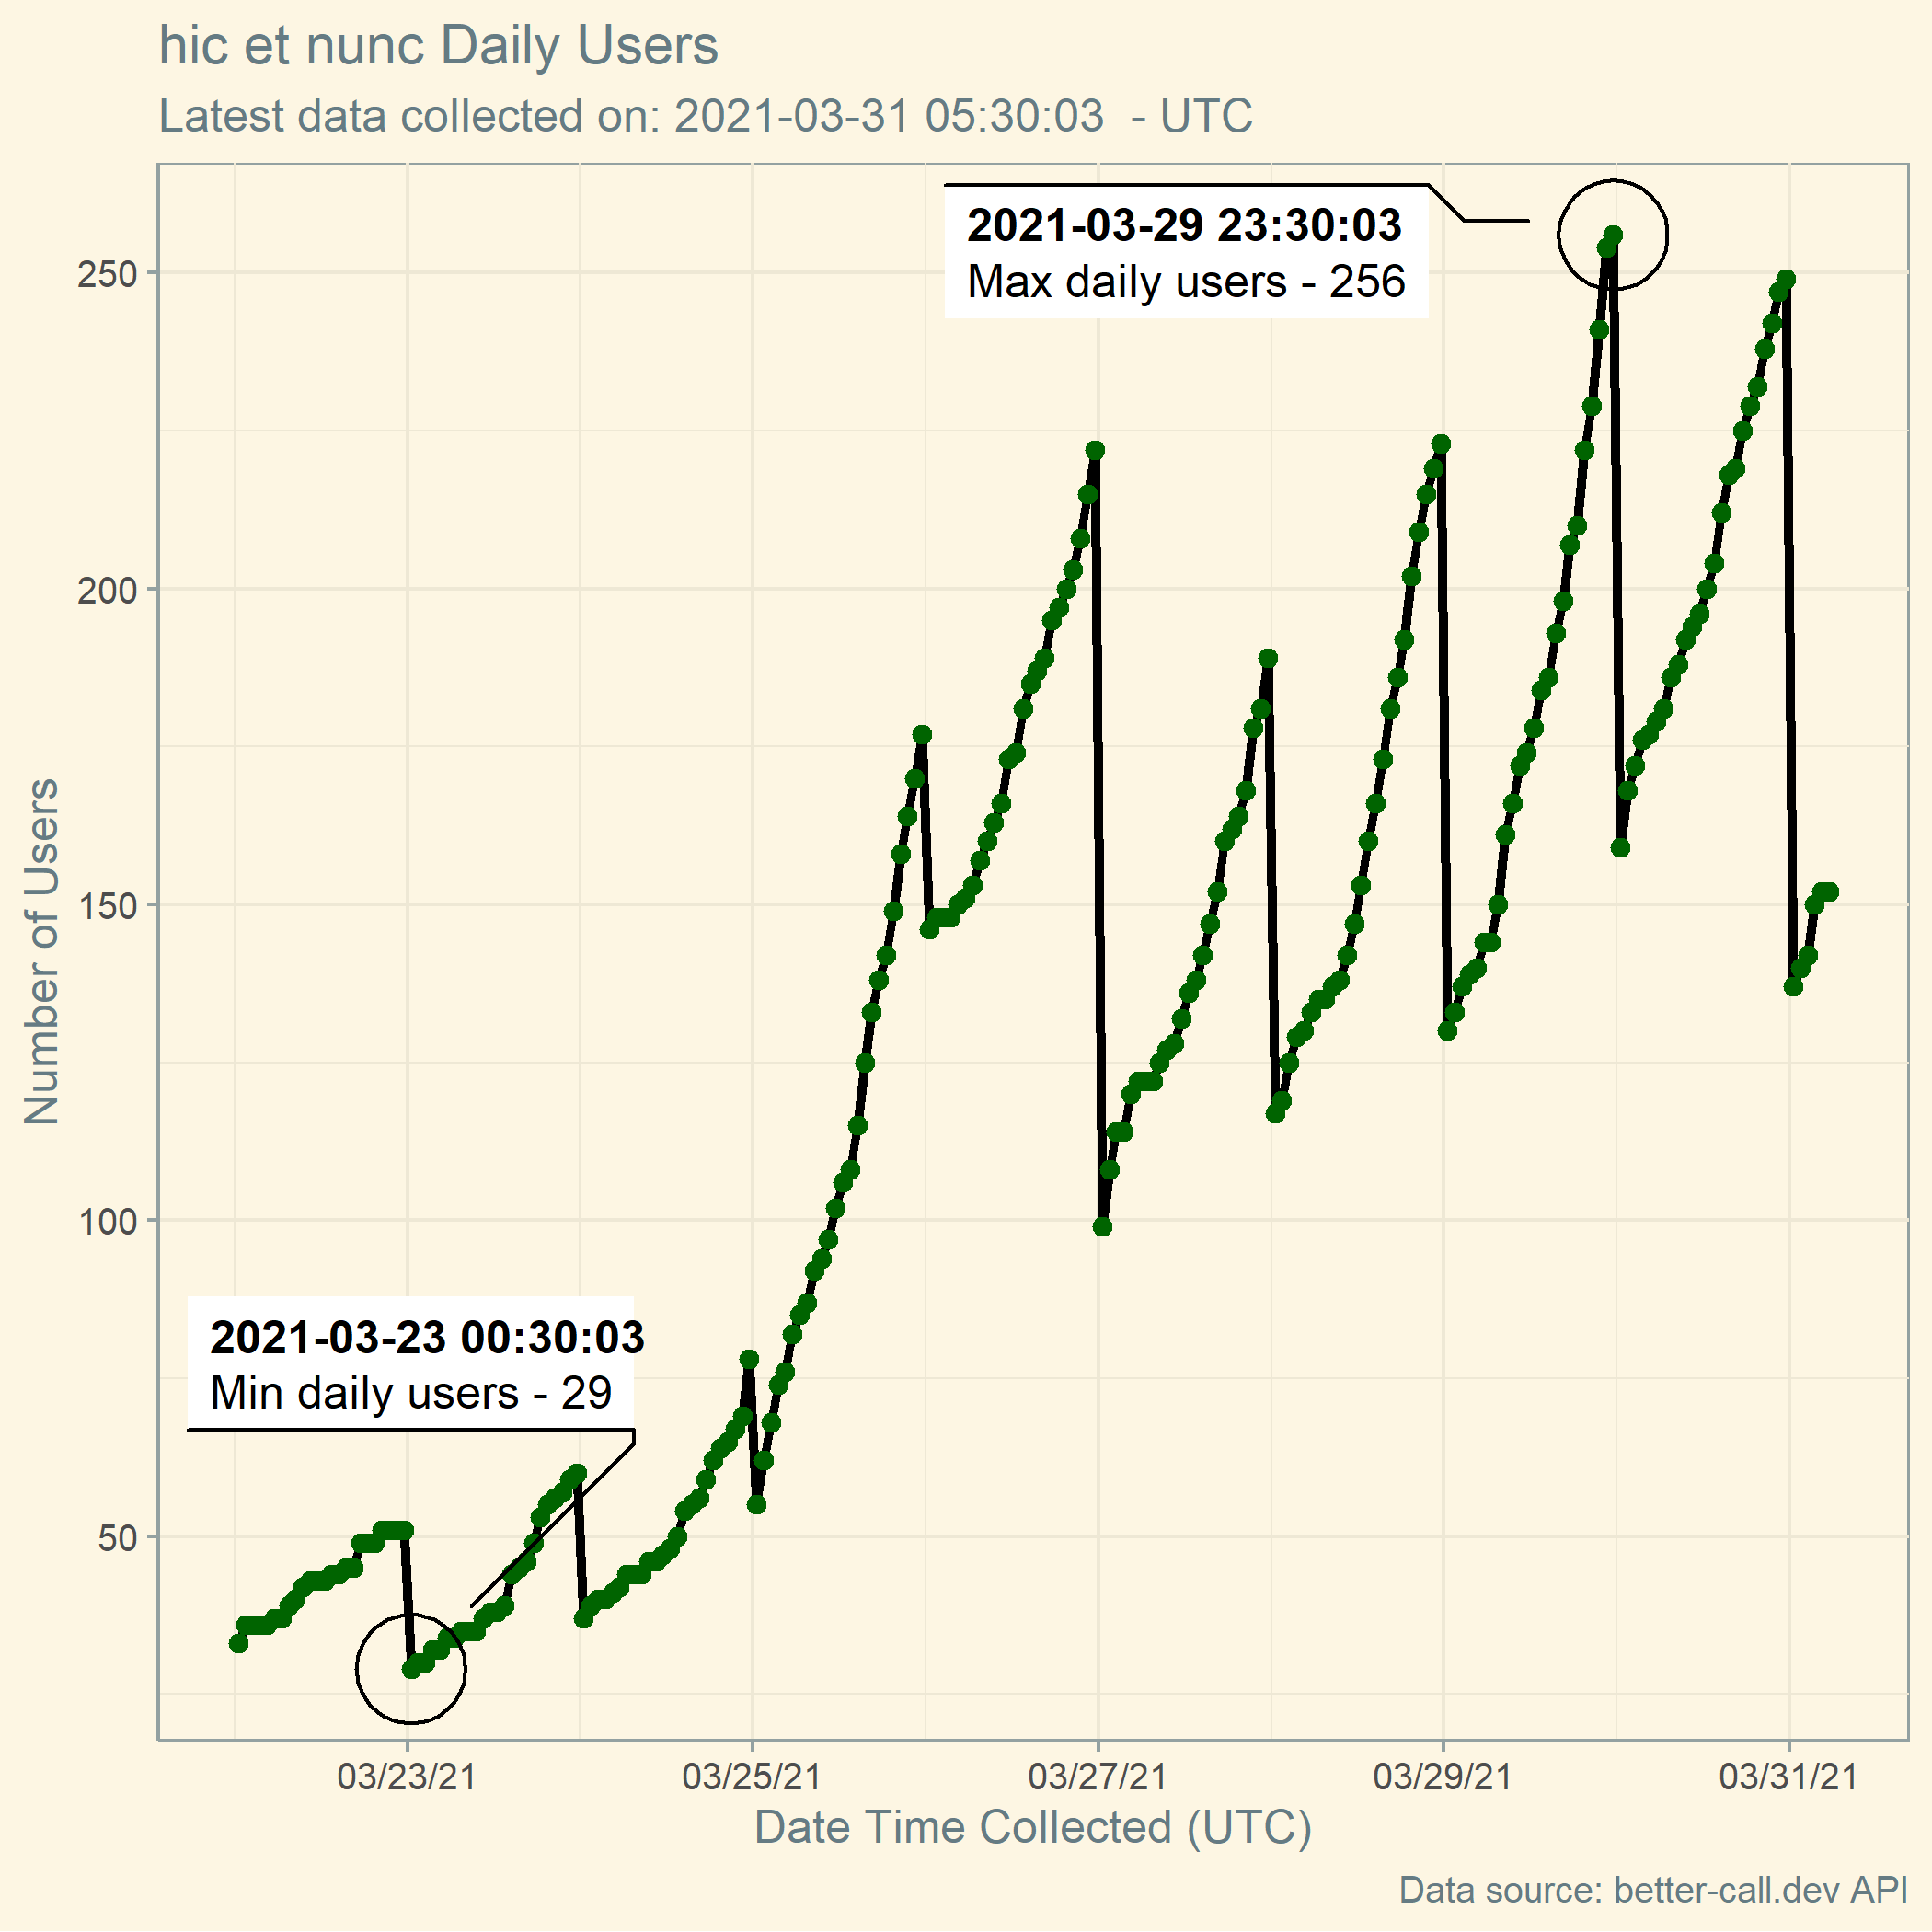 hic et nunc Daily Users
Latest data collected on: 2021-03-31 05:30:03  - UTC
2021-03-29 23:30:03
Max daily users - 256
250
200
150
100
50
Number of Users
2021-03-23 00:30:03
Min daily users - 29
03/23/21 03/25/21 03/27/21 03/29/21 03/31/21
Date Time Collected (UTC)
Data source: better-call.dev API